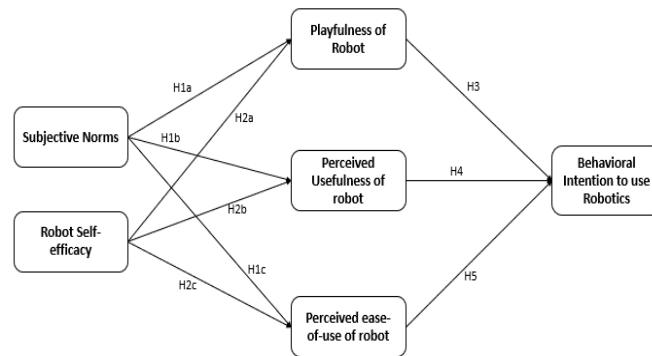 Playfulness of
Robot
H3
H1a
H2a
Subjective Norms
H1b
Perceived
Usefulness of
robot
H4
Behavioral
Intention to use
Robotics
Robot Self-
efficacy
H2b
H1c
H2c
H5
Perceived ease-
of-use of robot